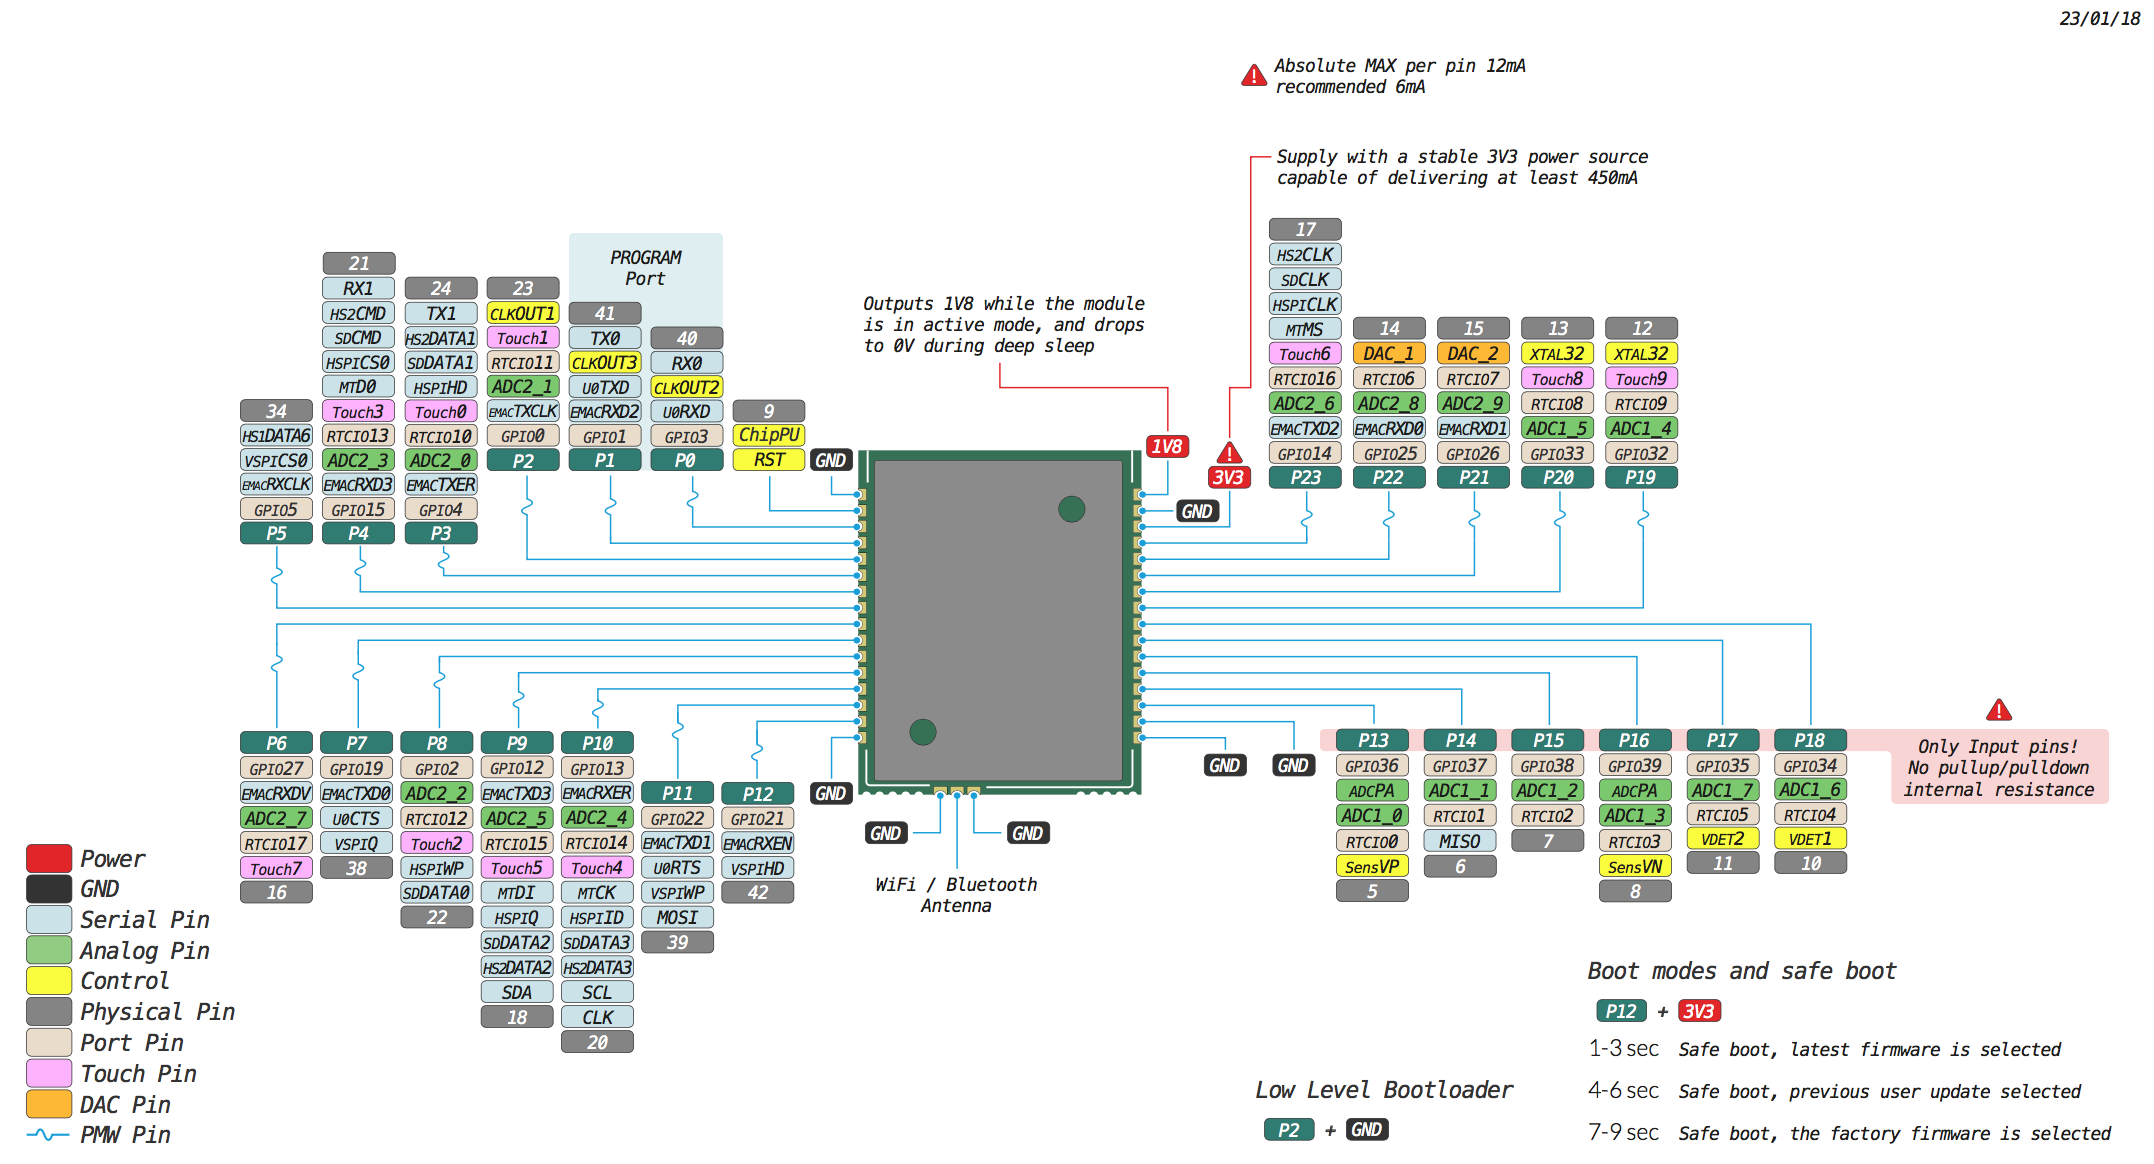 23/01/18
Absolute MAX per pin 12mA
recommended 6mA
Supply with a stable 3V3 power source
capable of delivering at least 450mA
PROGRAM
Port
Outputs 1V8 while the module
is in active mode, and drops
to 0V during deep sleep
34
HS1DATA6
VSPICS0
EMACRXCLK
GPIO5
P5
21
RX1
HS2CMD
SDCMD
HSPICS0
MTD0
Touch3
RTCIO13
ADC2_3
EMACRXD3
GPIO15
P4
24
TX1
HS2DATA1
SDDATA1
HSPIHD
Touch0
RTCIO10
ADC2_0
EMACTXER
GPIO4
P3
23
CLKOUT1
Touch1
RTCIO11
ADC2_1
EMACTXCLK
GPIO0
P2
41
TX0
CLKOUT3
U0TXD
EMACRXD2
GPIO1
P1
40
RX0
CLKOUT2
U0RXD
GPIO3
P0
9
ChipPU
RST
GND
1V8
GND
3V3
17
HS2CLK
SDCLK
HSPICLK
MTMS
Touch6
RTCIO16
ADC2_6
EMACTXD2
GPIO14
P23
14
DAC_1
RTCIO6
ADC2_8
EMACRXD0
GPIO25
P22
15
DAC_2
RTCIO7
ADC2_9
EMACRXD1
GPIO26
P21
13
XTAL32
Touch8
RTCIO8
ADC1_5
GPIO33
P20
12
XTAL32
Touch9
RTCIO9
ADC1_4
GPIO32
P19
P6
GPIO27
EMACRXDV
ADC2_7
RTCIO17
Touch7
16
P7
GPIO19
EMACTXD0
U0CTS
VSPIQ
38
P8
GPIO2
ADC2_2
RTCIO12
Touch2
HSPIWP
SDDATA0
22
P9
GPIO12
EMACTXD3
ADC2_5
RTCIO15
Touch5
MTDI
HSPIQ
SDDATA2
HS2DATA2
SDA
18
P10
GPIO13
EMACRXER
ADC2_4
RTCIO14
Touch4
MTCK
HSPIID
SDDATA3
HS2DATA3
SCL
CLK
20
P11
GPIO22
EMACTXD1
U0RTS
VSPIWP
MOSI
39
P12
GPIO21
EMACRXEN
VSPIHD
42
GND
GND
GND
WiFi / Bluetooth
Antenna
GND
GND
P13
GPIO36
ADCPA
ADC1_0
RTCIO0
SensVP
5
P14
GPIO37
ADC1_1
RTCIO1
MISO
6
P15
GPIO38
ADC1_2
RTCIO2
7
P16
GPIO39
ADCPA
ADC1_3
RTCIO3
SensVN
8
P17
GPIO35
ADC1_7
RTCIO5
VDET2
11
P18
GPIO34
ADC1_6
RTCIO4
VDET1
10
Only Input pins!
No pullup/pulldown
internal resistance
Power
GND
Serial Pin
Analog Pin
Control
Physical Pin
Port Pin
Touch Pin
DAC Pin
PMW Pin
Low Level Bootloader
P2 + GND
Boot modes and safe boot
P12 + 3V3
1-3 sec Safe boot, latest firmware is selected
4-6 sec Safe boot, previous user update selected
7-9 sec Safe boot, the factory firmware is selected